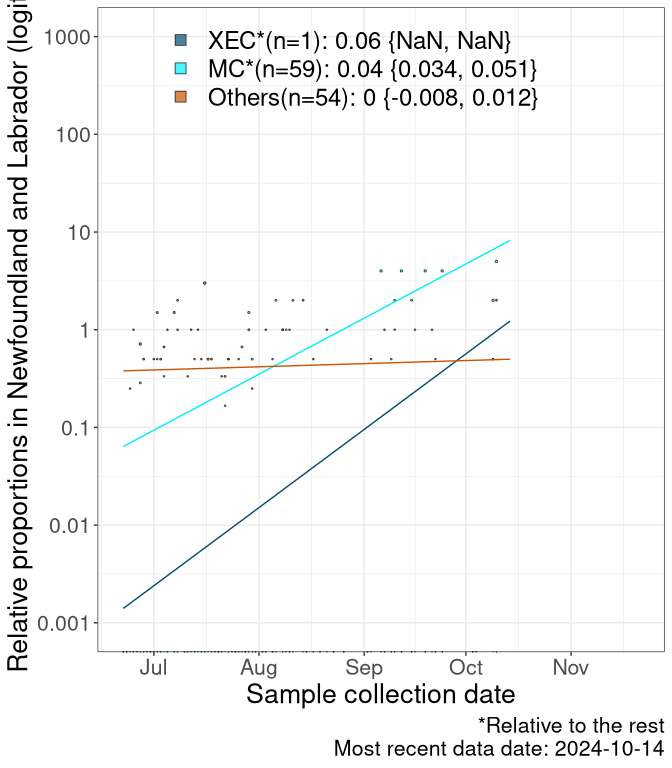 Relative proportions in Newfoundland and Labrador
XEC*(n=1): 0.06 {NaN, NaN}
MC*(n=59): 0.04 {0.034, 0.051}
Others(n=54): 0 {-0.008, 0.012}
1000
100
10
1
0.1
0.01
0.001
Jul Aug Sep Oct Nov
Sample collection date
*Relative to the rest
Most recent data date: 2024-10-14